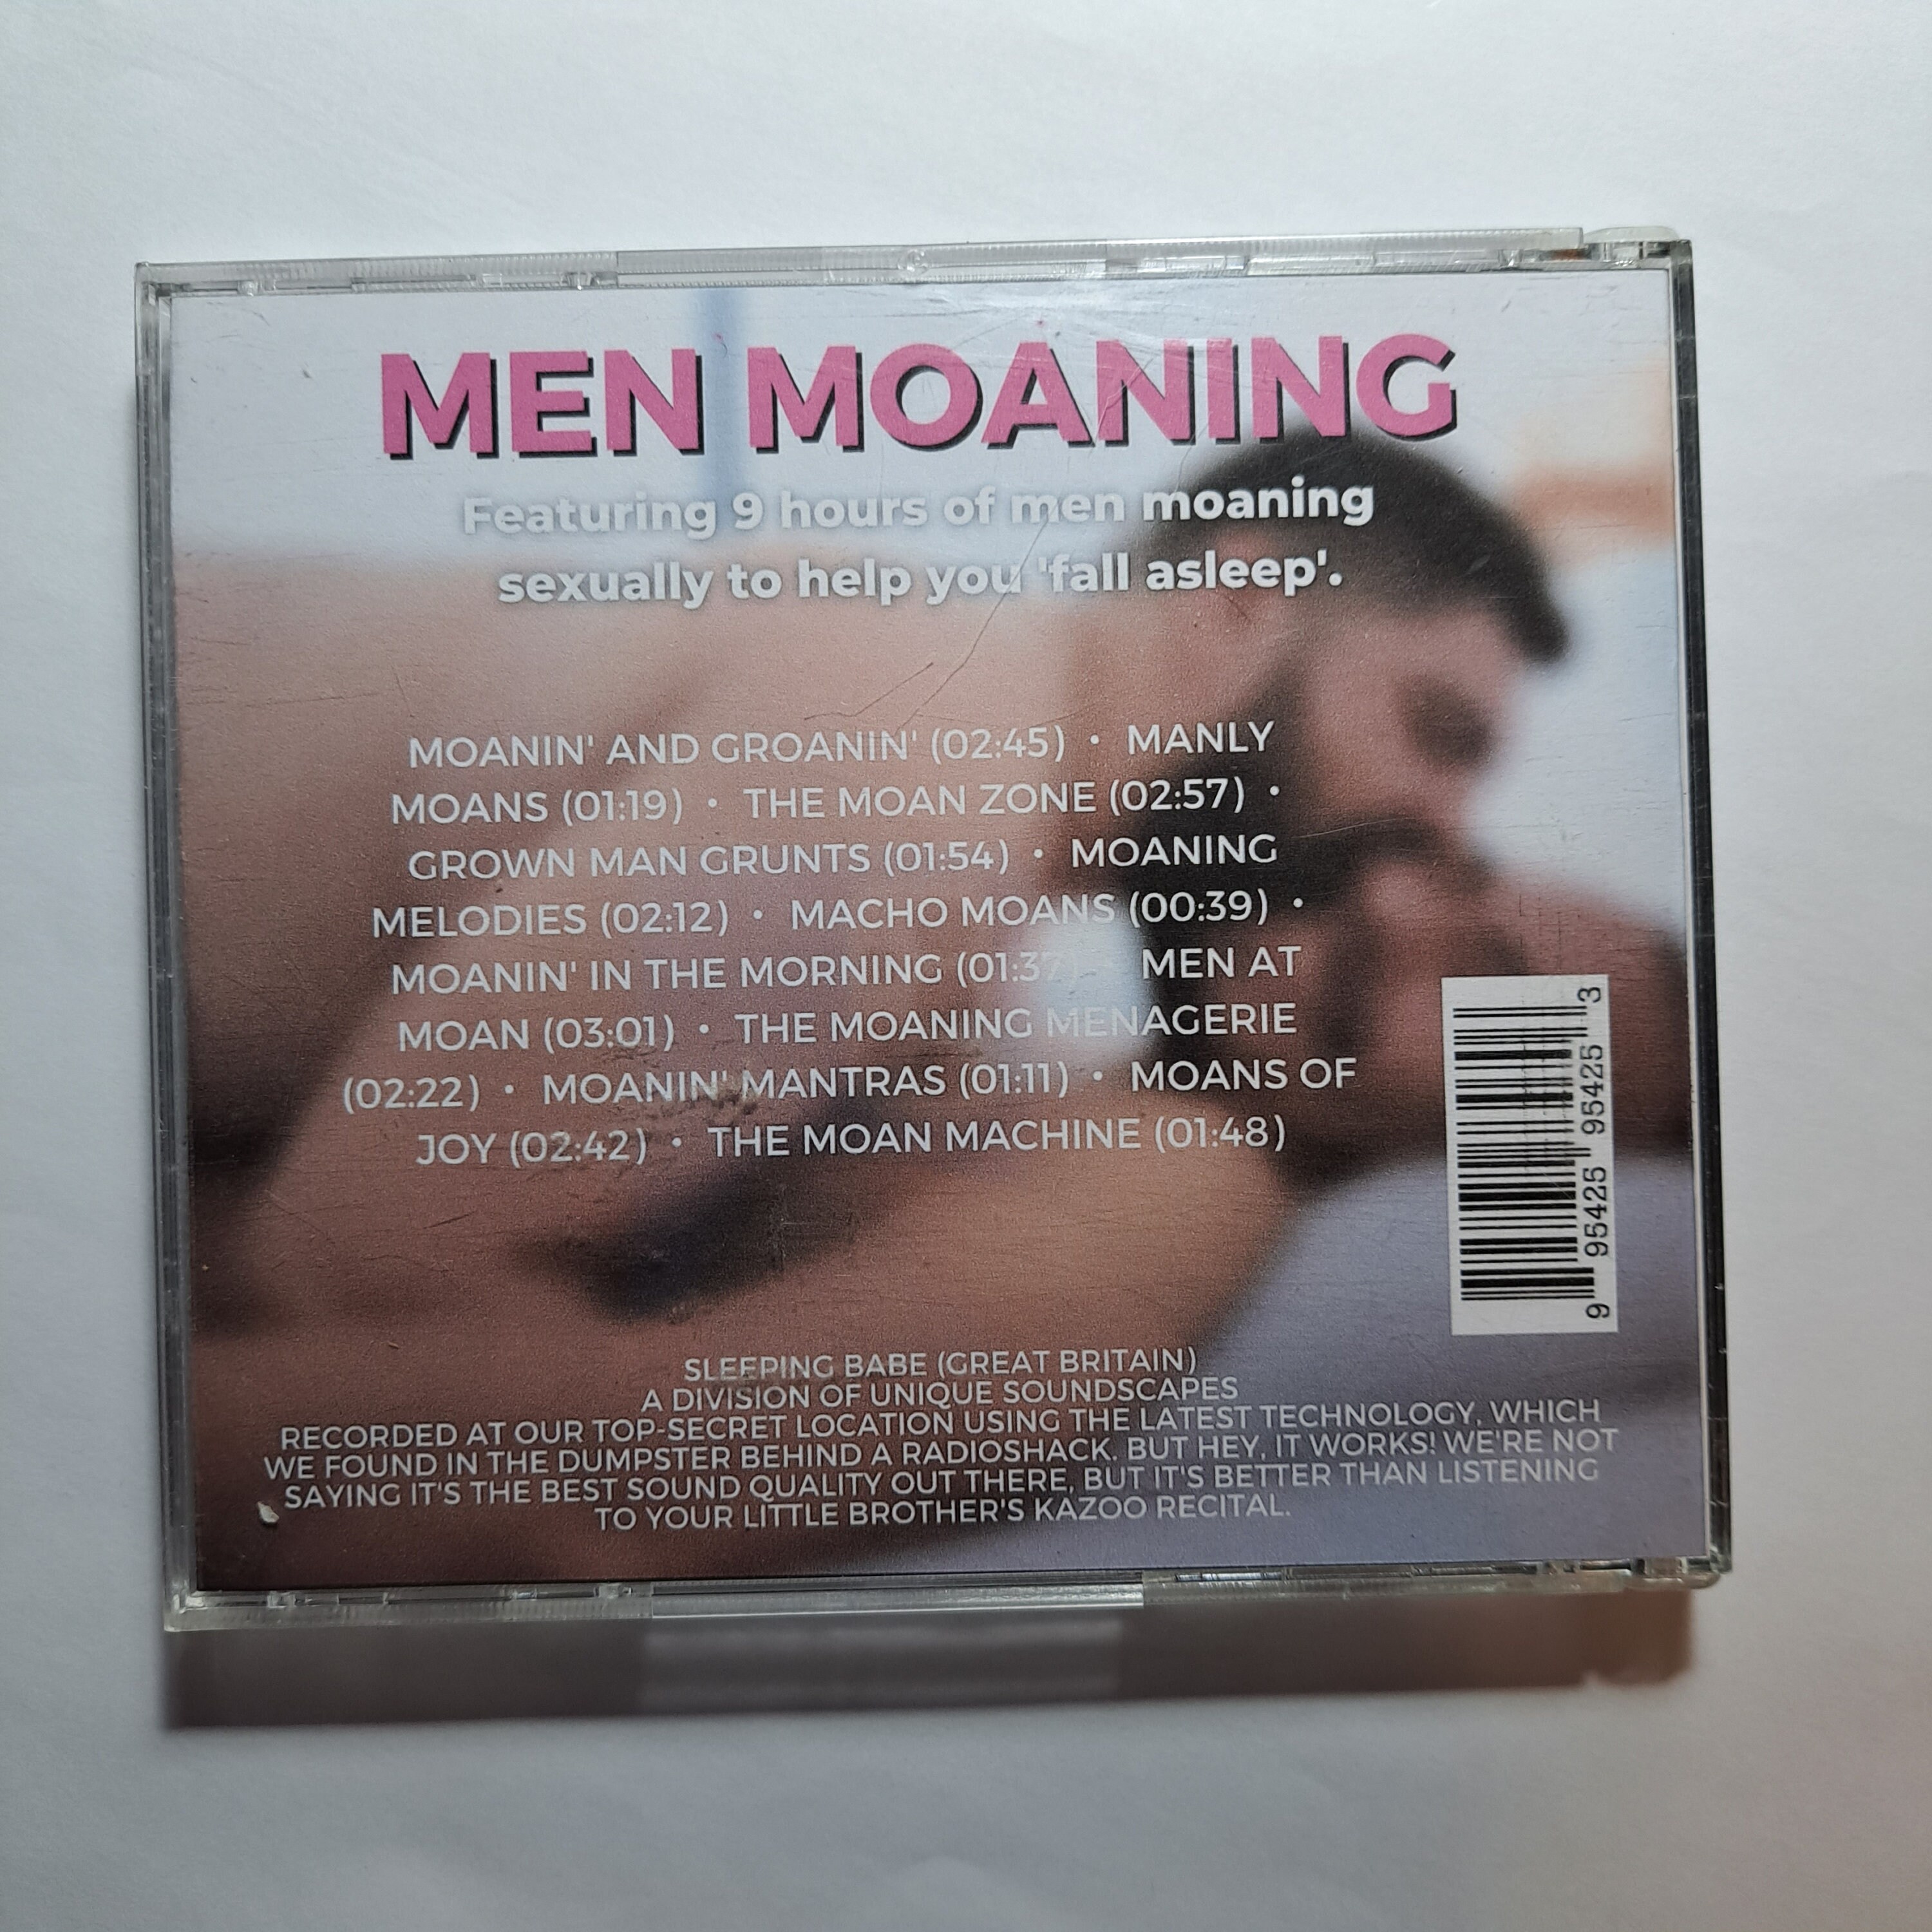 MEN MOANING
Featuring 9 hours of men moaning
sexually to help you 'fall asleep'.
MOANIN' AND GROANIN' (02:45) • MANLY
MOANS (01:19) • THE MOAN ZONE (02:57) •
GROWN MAN GRUNTS (01:54) • MOANING
MELODIES (02:12) • MACHO MOANS (00:39) •
MOANIN' IN THE MORNING (01:37) • MEN AT
MOAN (03:01) • THE MOANING MENAGERIE
(02:22) • MOANIN' MANTRAS (01:11) • MOANS OF
JOY (02:42) • THE MOAN MACHINE (01:48)
9 95425 95425 3
SLEEPING BABE (GREAT BRITAIN)
A DIVISION OF UNIQUE SOUNDSCAPES
RECORDED AT OUR TOP-SECRET LOCATION USING THE LATEST TECHNOLOGY, WHICH
WE FOUND IN THE DUMPSTER BEHIND A RADIOSHACK. BUT HEY, IT WORKS! WE'RE NOT
SAYING IT'S THE BEST SOUND QUALITY OUT THERE, BUT IT'S BETTER THAN LISTENING
TO YOUR LITTLE BROTHER'S KAZOO RECITAL.